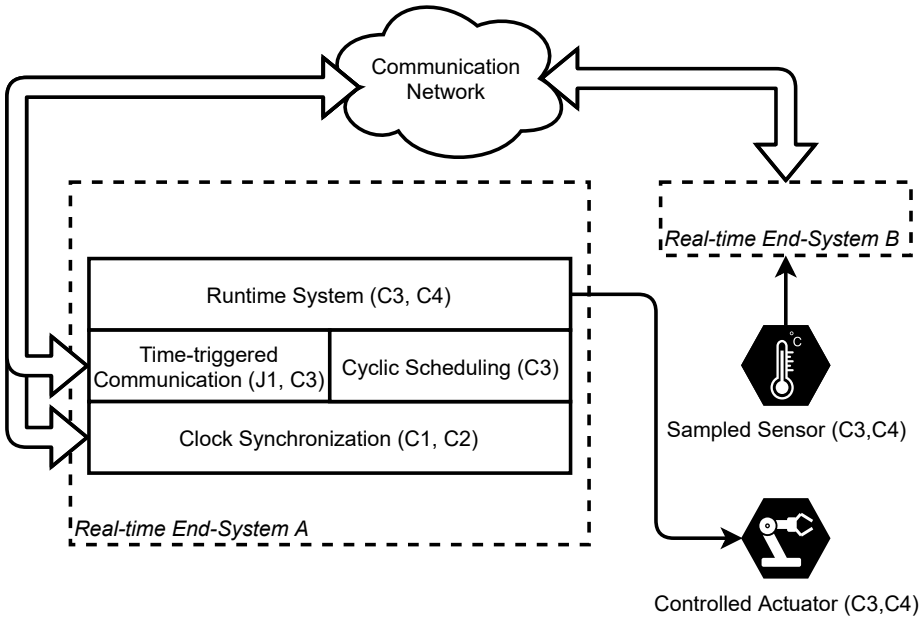 Communication
Network
Real-time End-System B
Runtime System (C3, C4)
Time-triggered
Communication (J1, C3)
Cyclic Scheduling (C3)
Clock Synchronization (C1, C2)
Real-time End-System A
°C
Sampled Sensor (C3,C4)
Controlled Actuator (C3,C4)